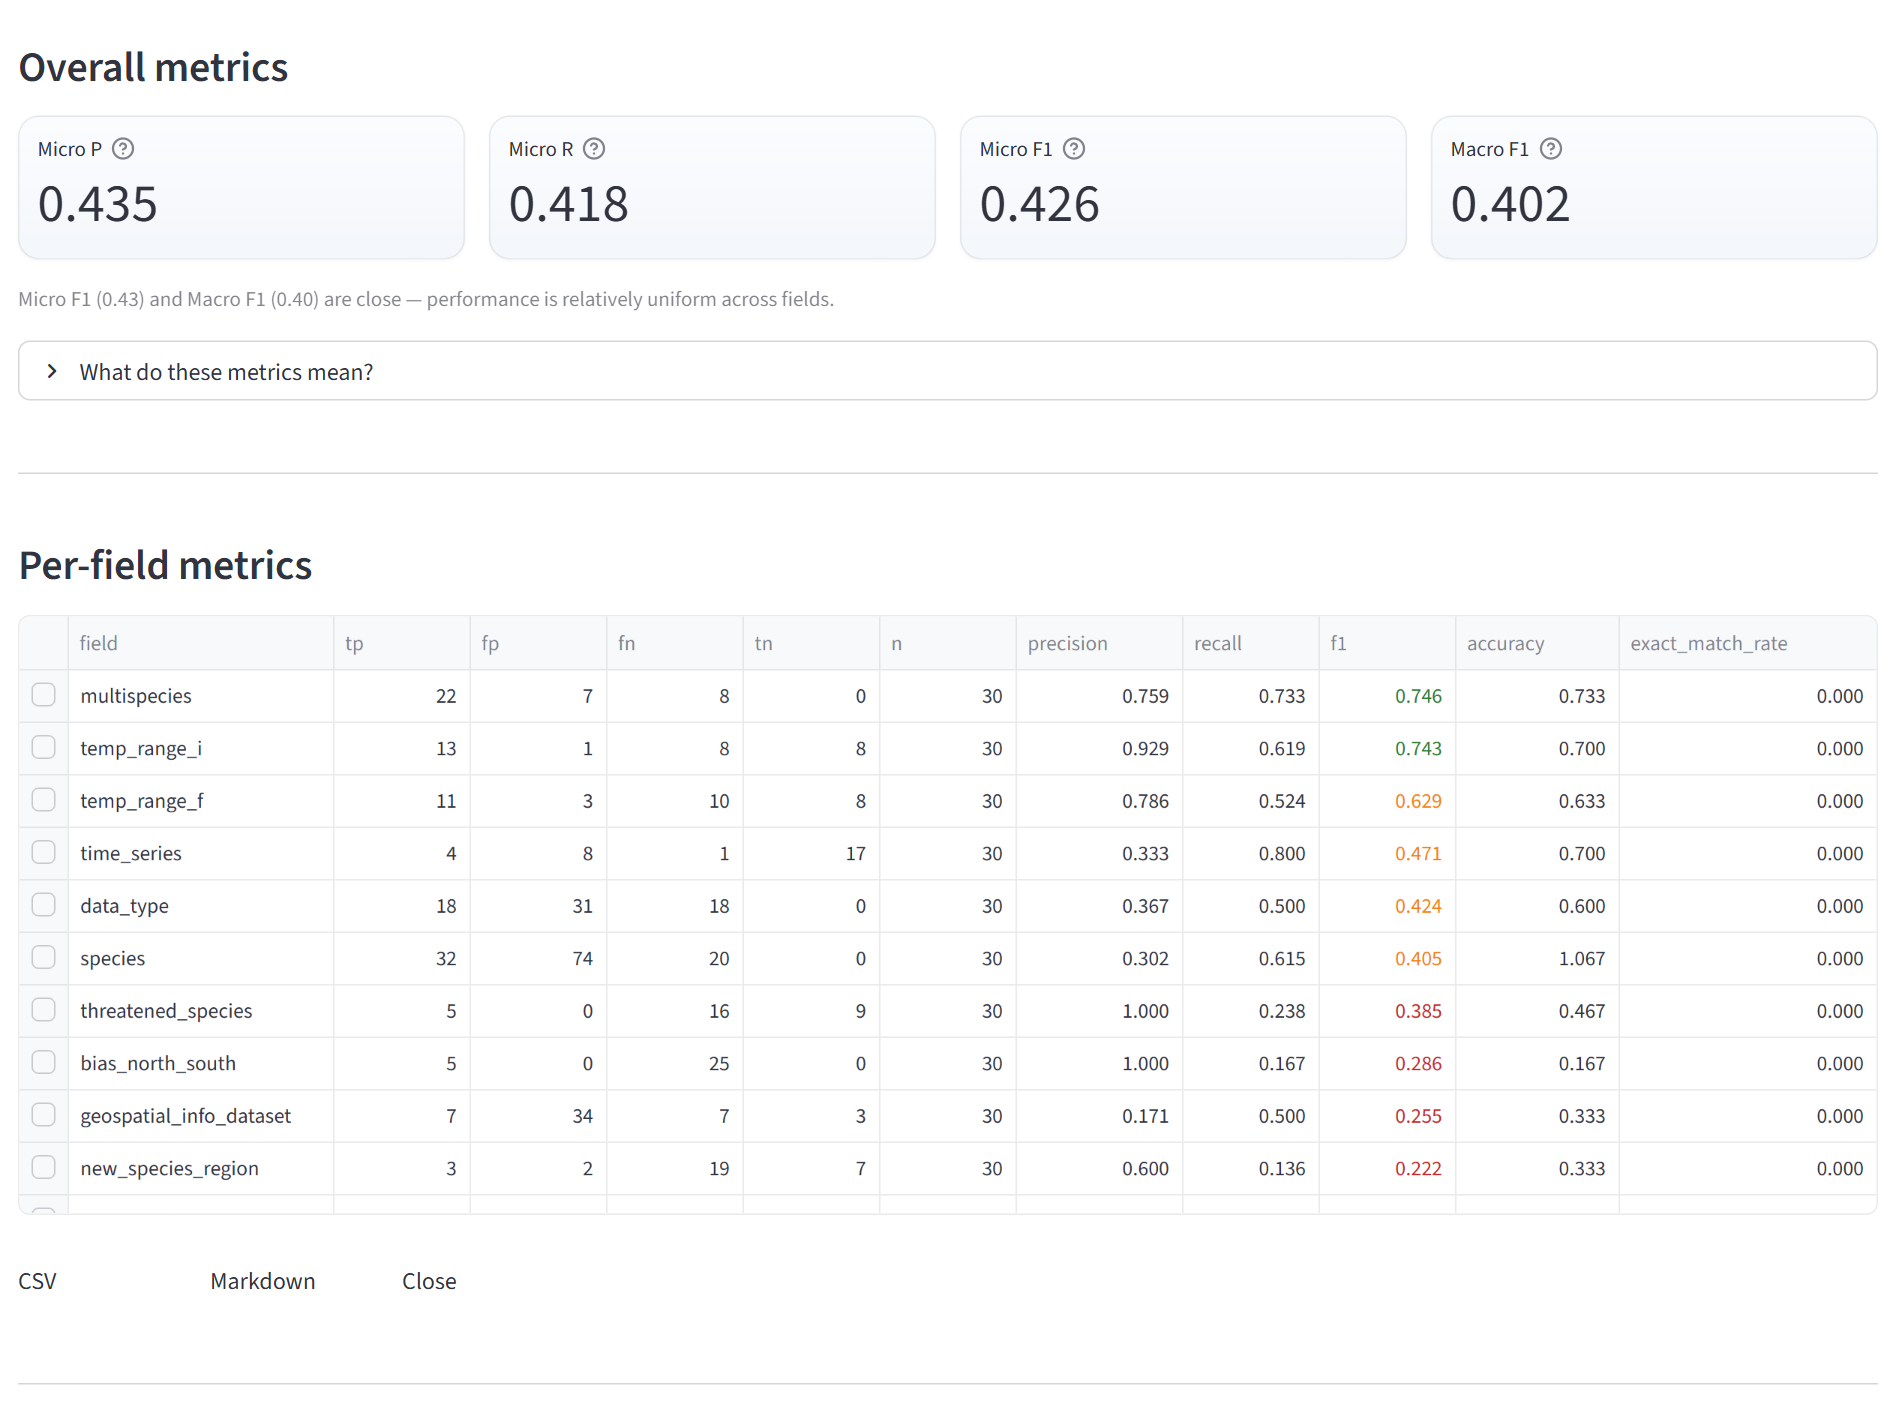 Overall metrics
Micro P
Micro R
Micro F1
Macro F1
0.435
0.418
0.426
0.402
Micro F1 (0.43) and Macro F1 (0.40) are close — performance is relatively uniform across fields.
What do these metrics mean?
Per-field metrics
field tp fp fn tn n precision recall f1 accuracy exact_match_rate
multispecies 22 7 8 0 30 0.759 0.733 0.746 0.733 0.000
temp_range_i 13 1 8 8 30 0.929 0.619 0.743 0.700 0.000
temp_range_f 11 3 10 8 30 0.786 0.524 0.629 0.633 0.000
time_series 4 8 1 17 30 0.333 0.800 0.471 0.700 0.000
data_type 18 31 18 0 30 0.367 0.500 0.424 0.600 0.000
species 32 74 20 0 30 0.302 0.615 0.405 1.067 0.000
threatened_species 5 0 16 9 30 1.000 0.238 0.385 0.467 0.000
bias_north_south 5 0 25 0 30 1.000 0.167 0.286 0.167 0.000
geospatial_info_dataset 7 34 7 3 30 0.171 0.500 0.255 0.333 0.000
new_species_region 3 2 19 7 30 0.600 0.136 0.222 0.333 0.000
CSV
Markdown
Close